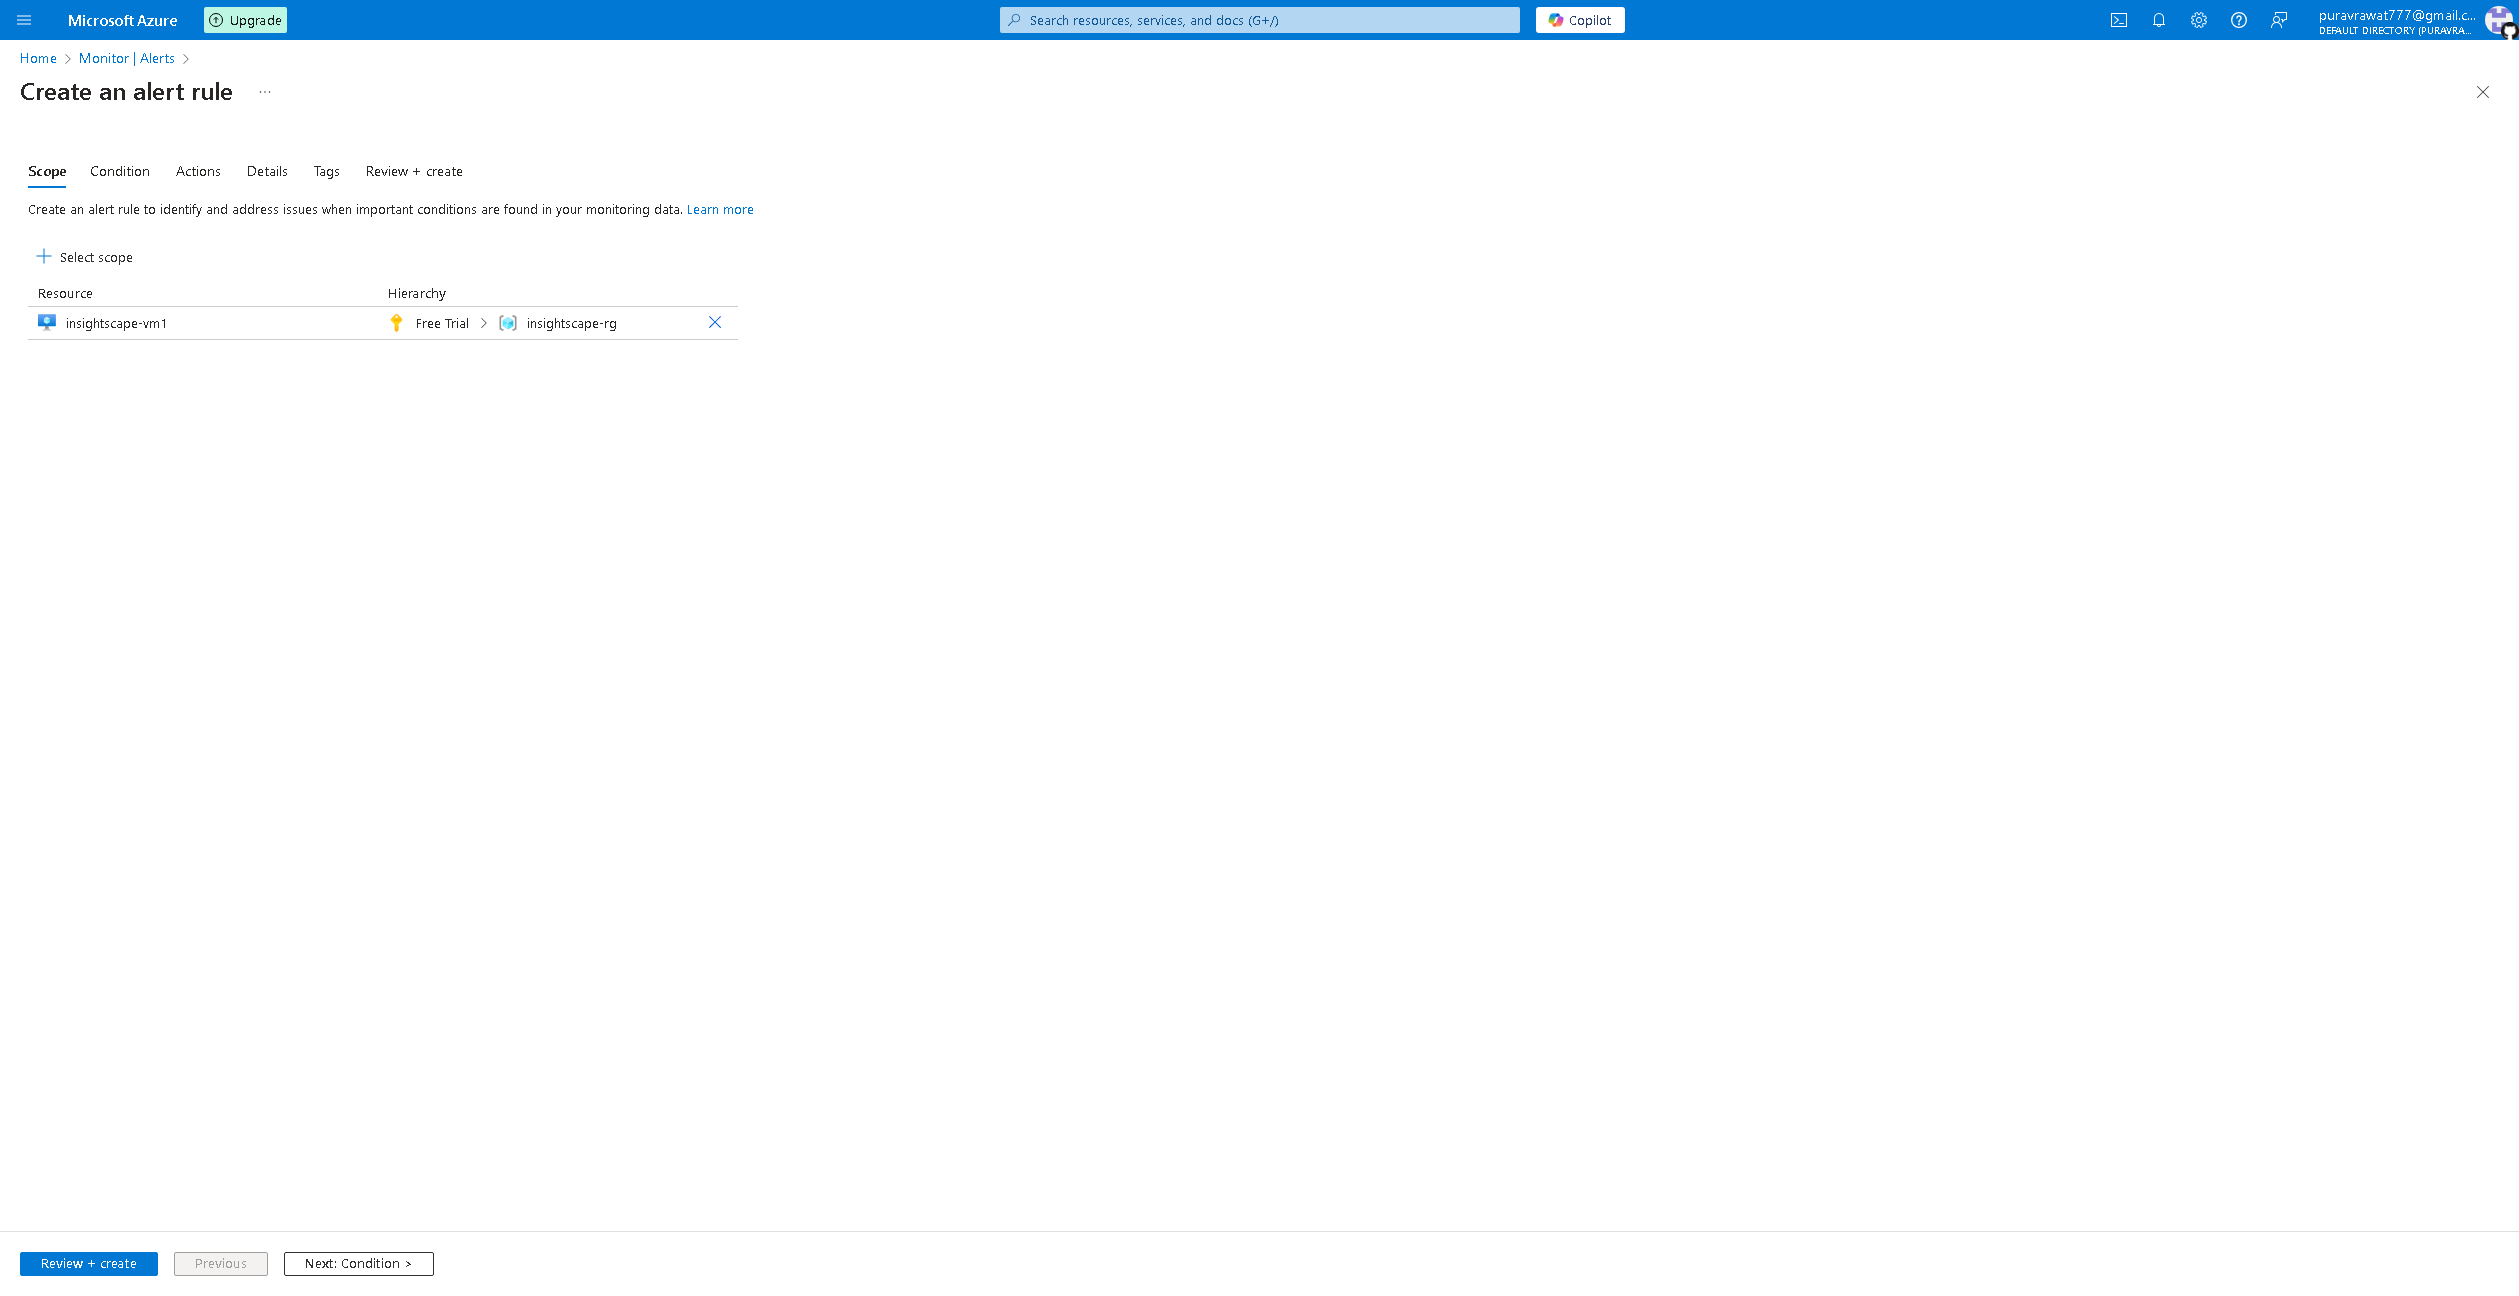 Microsoft Azure
Upgrade
Search resources, services, and docs (G+/)
Copilot
puravrawat777@gmail.c...
DEFAULT DIRECTORY (PURAVRA...
Home > Monitor | Alerts >
Create an alert rule ...
Scope Condition Actions Details Tags Review + create
Create an alert rule to identify and address issues when important conditions are found in your monitoring data. Learn more
Select scope
Resource Hierarchy
insightscape-vm1 Free Trial > insightscape-rg
Review + create Previous Next: Condition >